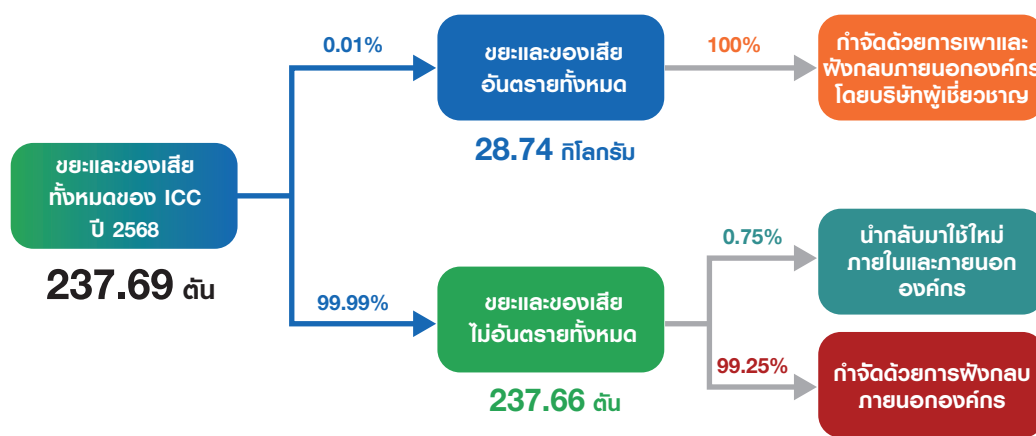 ขยะและของเสีย
ทั้งหมดของ ICC
ปี 2568
237.69 ตัน
0.01%
ขยะและของเสีย
อันตรายทั้งหมด
28.74 กิโลกรัม
100%
กำจัดด้วยการเผาและ
ฝังกลบภายนอกองค์กร
โดยบริษัทผู้เชี่ยวชาญ
99.99%
ขยะและของเสีย
ไม่อันตรายทั้งหมด
237.66 ตัน
0.75%
นำกลับมาใช้ใหม่
ภายในและภายนอก
องค์กร
99.25%
กำจัดด้วยการฝังกลบ
ภายนอกองค์กร